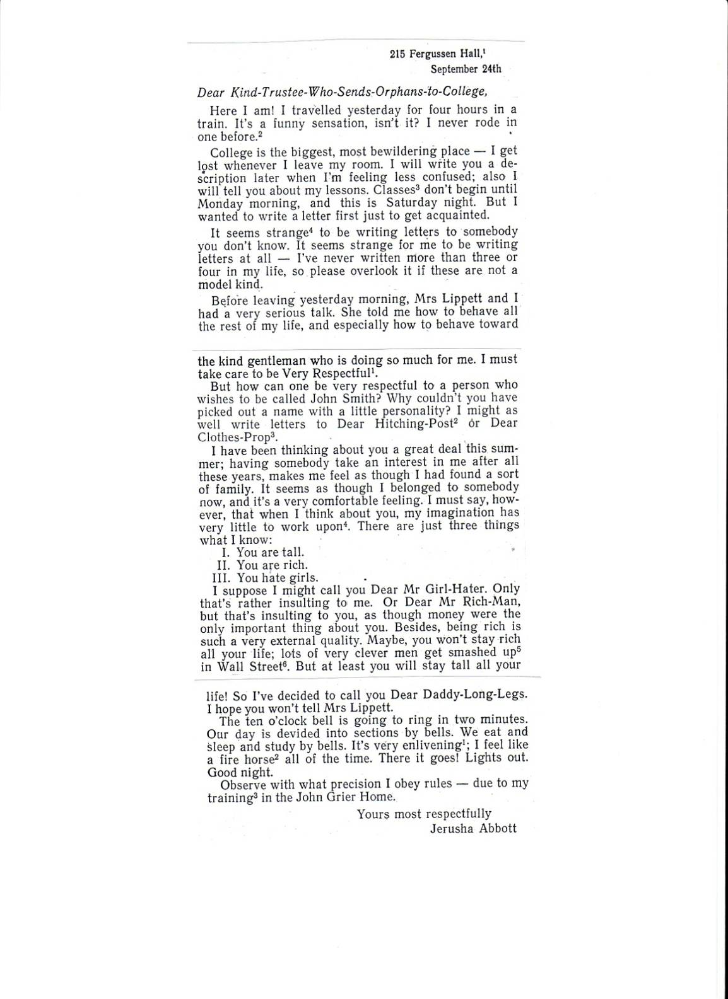 215 Fergussen Hall,¹
September 24th
Dear Kind-Trustee-Who-Sends-Orphans-to-College,
Here I am! I travelled yesterday for four hours in a
train. It's a funny sensation, isn't it? I never rode in
one before.²
College is the biggest, most bewildering place — I get
lost whenever I leave my room. I will write you a de-
scription later when I'm feeling less confused; also I
will tell you about my lessons. Classes³ don't begin until
Monday morning, and this is Saturday night. But I
wanted to write a letter first just to get acquainted.
It seems strange⁴ to be writing letters to somebody
you don't know. It seems strange for me to be writing
letters at all — I've never written more than three or
four in my life, so please overlook it if these are not a
model kind.
Before leaving yesterday morning, Mrs Lippett and I
had a very serious talk. She told me how to behave all
the rest of my life, and especially how to behave toward
the kind gentleman who is doing so much for me. I must
take care to be Very Respectful¹.
But how can one be very respectful to a person who
wishes to be called John Smith? Why couldn't you have
picked out a name with a little personality? I might as
well write letters to Dear Hitching-Post² or Dear
Clothes-Prop³.
I have been thinking about you a great deal this sum-
mer; having somebody take an interest in me after all
these years, makes me feel as though I had found a sort
of family. It seems as though I belonged to somebody
now, and it's a very comfortable feeling. I must say, how-
ever, that when I think about you, my imagination has
very little to work upon⁴. There are just three things
what I know:
I. You are tall.
II. You are rich.
III. You hate girls.
I suppose I might call you Dear Mr Girl-Hater. Only
that's rather insulting to me. Or Dear Mr Rich-Man,
but that's insulting to you, as though money were the
only important thing about you. Besides, being rich is
such a very external quality. Maybe, you won't stay rich
all your life; lots of very clever men get smashed up⁵
in Wall Street⁶. But at least you will stay tall all your
life! So I've decided to call you Dear Daddy-Long-Legs.
I hope you won't tell Mrs Lippett.
The ten o'clock bell is going to ring in two minutes.
Our day is devided into sections by bells. We eat and
sleep and study by bells. It's very enlivening¹; I feel like
a fire horse² all of the time. There it goes! Lights out.
Good night.
Observe with what precision I obey rules — due to my
training³ in the John Grier Home.
Yours most respectfully
Jerusha Abbott